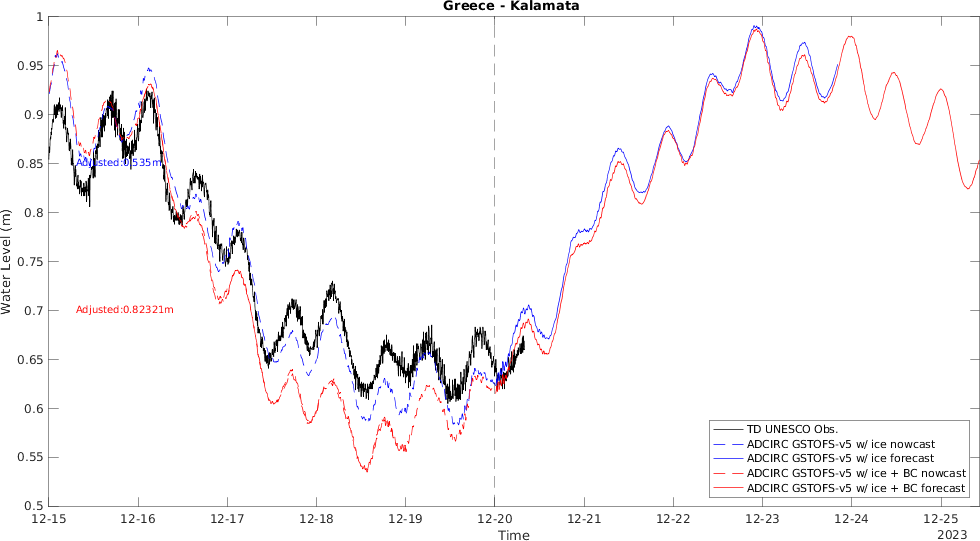 Greece - Kalamata
1
0.95
0.9
0.85
0.8
0.75
0.7
0.65
0.6
0.55
0.5
Water Level (m)
Adjusted:0.535m
Adjusted:0.82321m
TD UNESCO Obs.
ADCIRC GSTOFS-v5 w/ ice nowcast
ADCIRC GSTOFS-v5 w/ ice forecast
ADCIRC GSTOFS-v5 w/ ice + BC nowcast
ADCIRC GSTOFS-v5 w/ ice + BC forecast
12-15 12-16 12-17 12-18 12-19 12-20 12-21 12-22 12-23 12-24 12-25
Time
2023